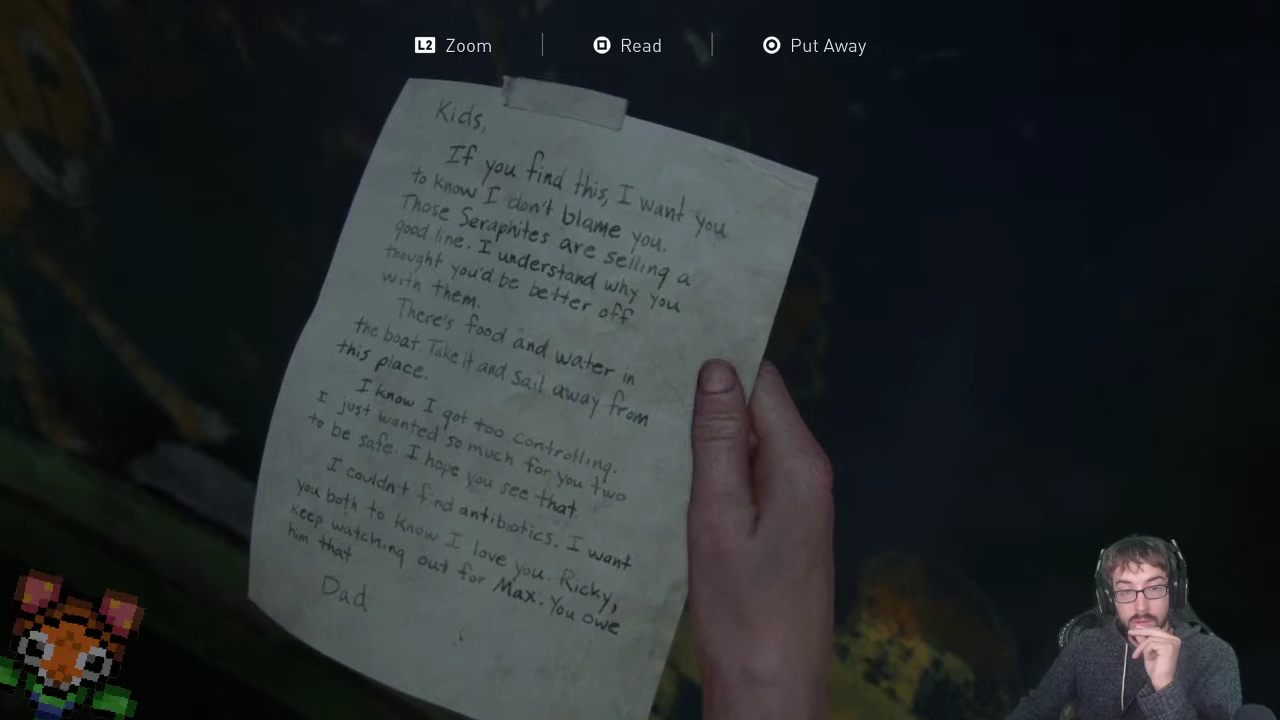 L2 Zoom | Read | Put Away
Kids,
If you find this, I want you
to know I don't blame you.
Those Seraphites are selling a
good line. I understand why you
thought you'd be better off
with them.
There's food and water in
the boat. Take it and sail away from
this place.
I know I got too controlling.
I just wanted so much for you two
to be safe. I hope you see that.
I couldn't find antibiotics. I want
you both to know I love you. Ricky,
keep watching out for Max. You owe
him that
Dad